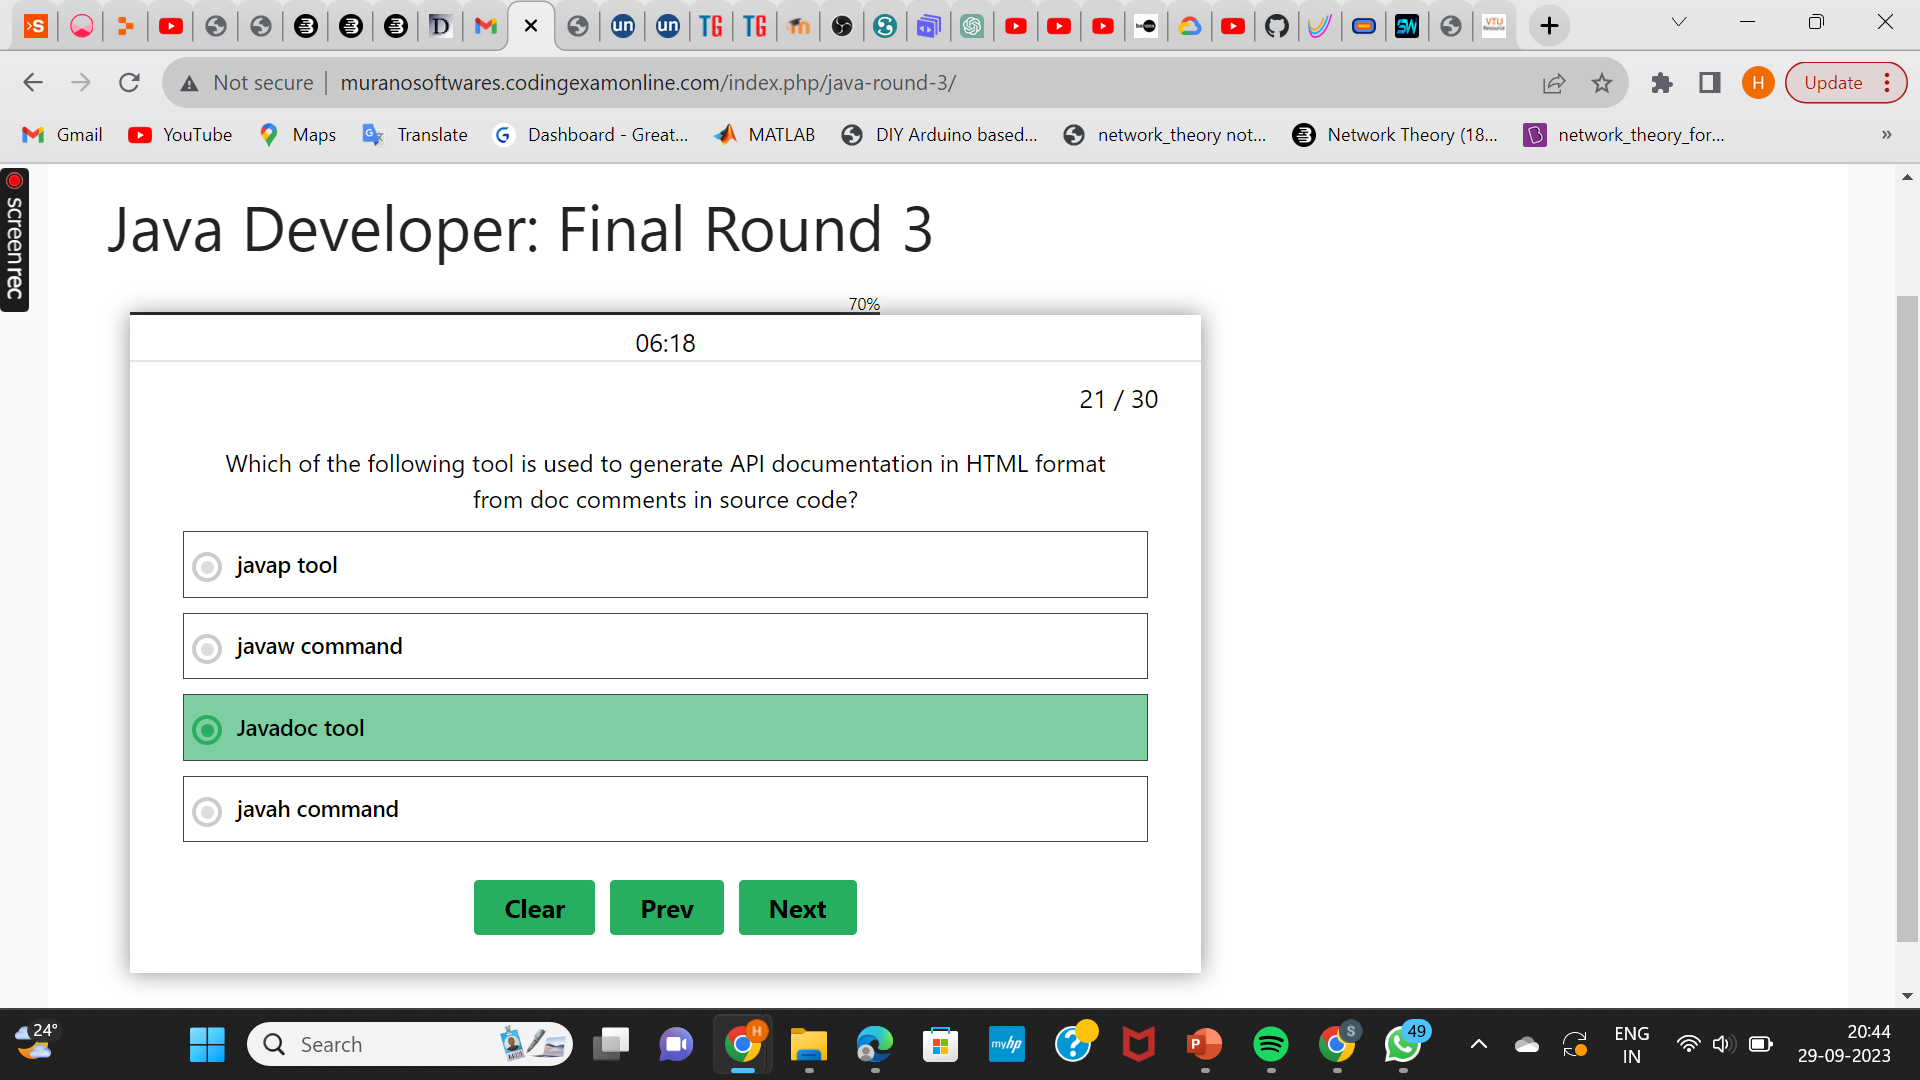 Not secure
muranosoftwares.codingexamonline.com/index.php/java-round-3/
H
Update
Gmail
YouTube
Maps
Translate
Dashboard - Great...
MATLAB
DIY Arduino based...
network_theory not...
Network Theory (18...
network_theory_for...
»
screenrec
Java Developer: Final Round 3
70%
06:18
21 / 30
Which of the following tool is used to generate API documentation in HTML format
from doc comments in source code?
javap tool
javaw command
Javadoc tool
javah command
Clear
Prev
Next
24°
Search
H
myhp
S
49
ENG
IN
20:44
29-09-2023